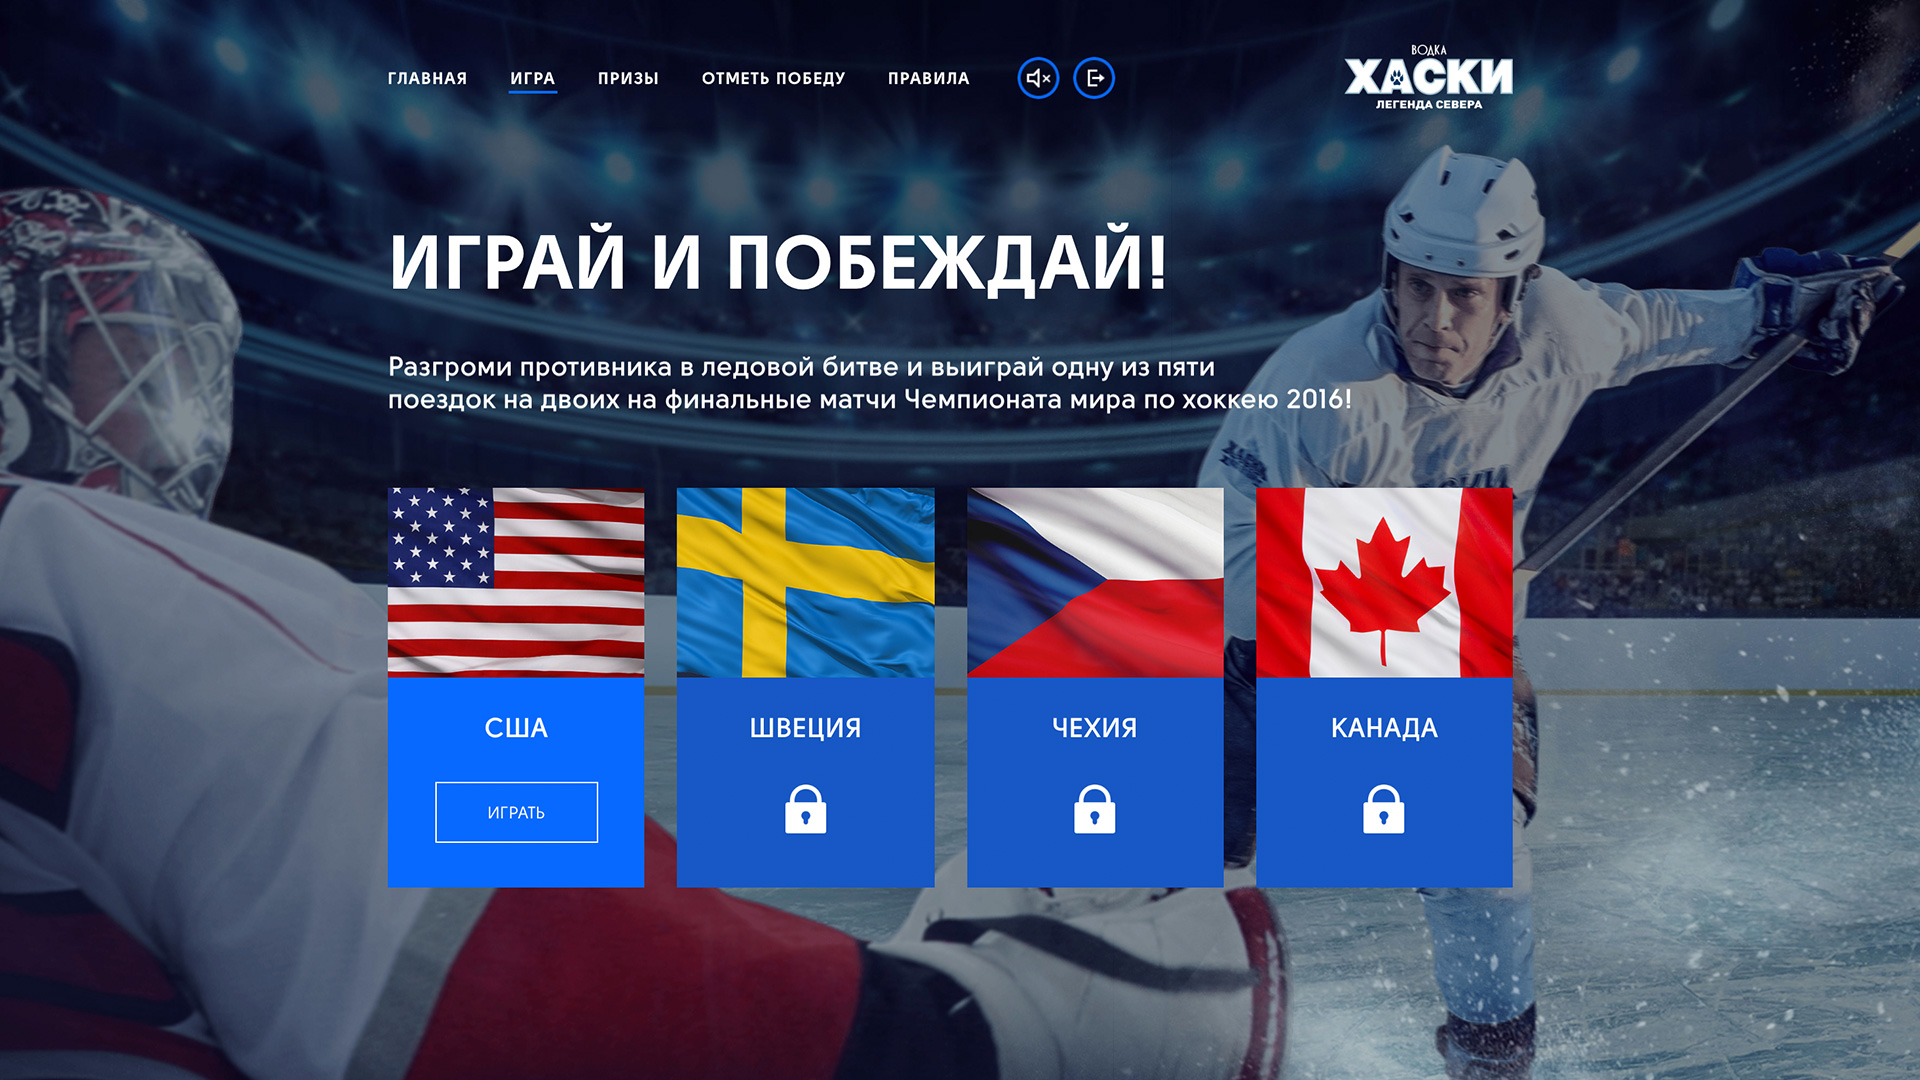 ГЛАВНАЯ ИГРА ПРИЗЫ ОТМЕТЬ ПОБЕДУ ПРАВИЛА
ВОДКА
ХАСКИ
ЛЕГЕНДА СЕВЕРА
ИГРАЙ И ПОБЕЖДАЙ!
Разгроми противника в ледовой битве и выиграй одну из пяти
поездок на двоих на финальные матчи Чемпионата мира по хоккею 2016!
США
ШВЕЦИЯ
ЧЕХИЯ
КАНАДА
ИГРАТЬ